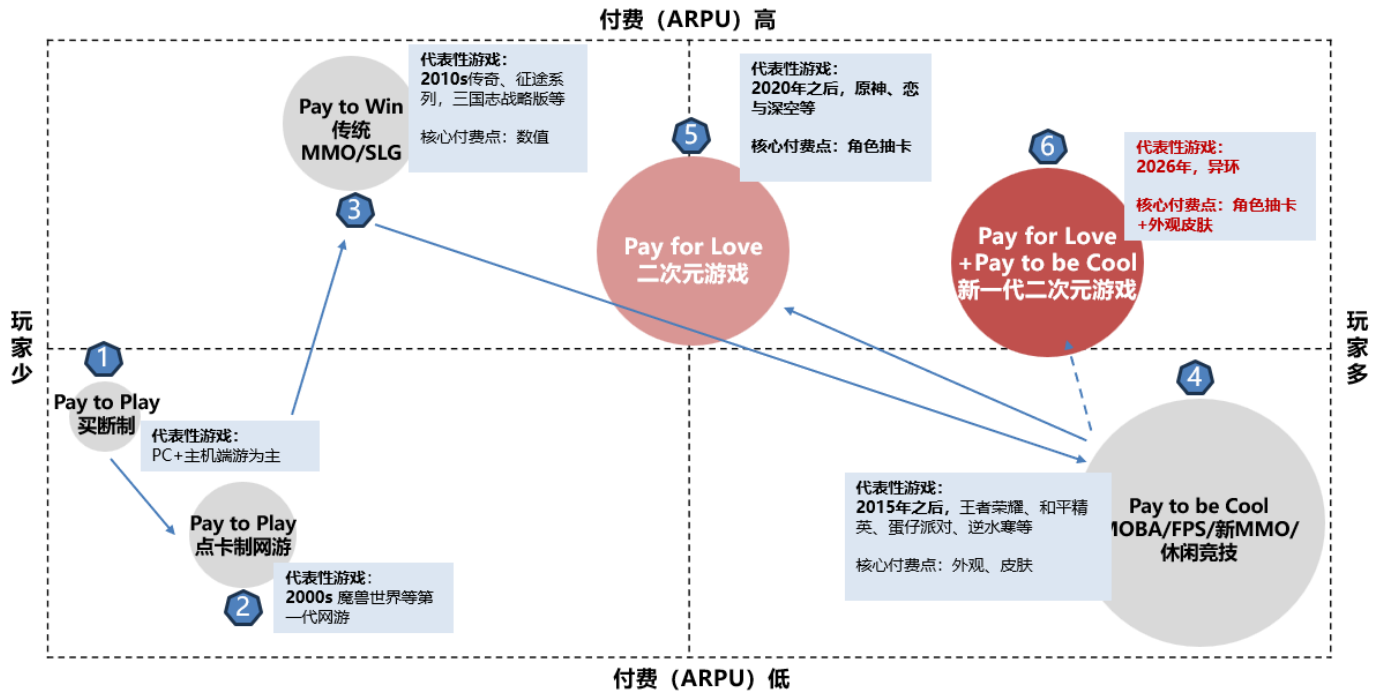 付费（ARPU）高
代表性游戏：
2010s传奇、征途系
列，三国志战略版等
核心付费点：数值
Pay to Win
传统
MMO/SLG
3
代表性游戏：
2020年之后，原神、恋
与深空等
核心付费点：角色抽卡
5
Pay for Love
二次元游戏
6
代表性游戏：
2026年，异环
核心付费点：角色抽卡
+外观皮肤
Pay for Love
+Pay to be Cool
新一代二次元游戏
玩家少
玩家多
1
Pay to Play
买断制
代表性游戏：
PC+主机端游为主
Pay to Play
点卡制网游
2
代表性游戏：
2000s 魔兽世界等第
一代网游
4
代表性游戏：
2015年之后，王者荣耀、和平精
英、蛋仔派对、逆水寒等
核心付费点：外观、皮肤
Pay to be Cool
MOBA/FPS/新MMO/
休闲竞技
付费（ARPU）低